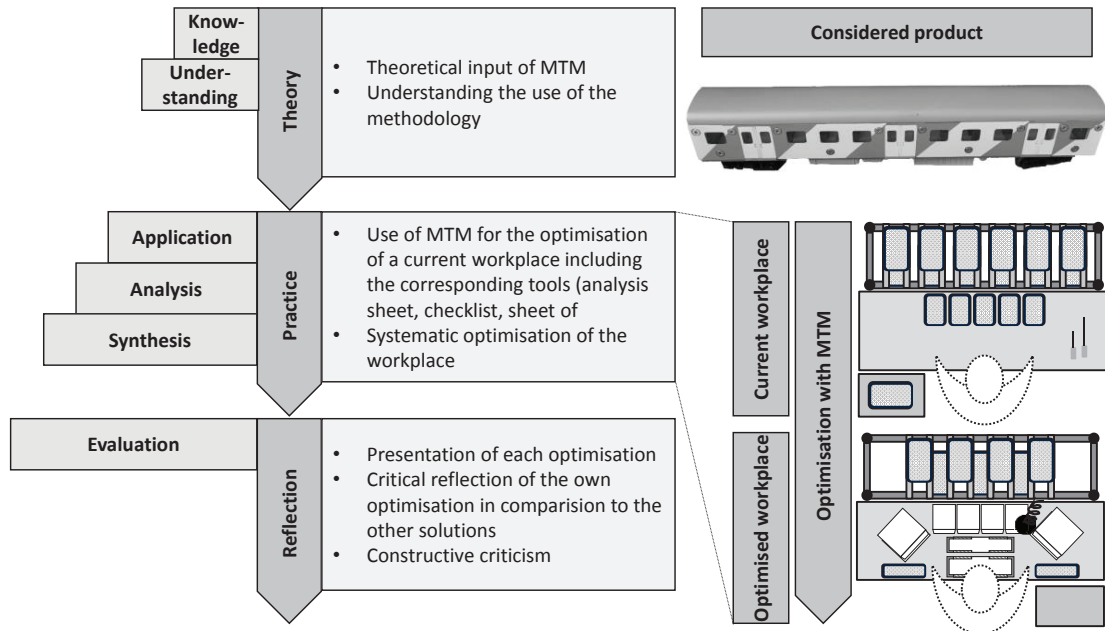 Know-
ledge
Under-
standing
Theory
• Theoretical input of MTM
• Understanding the use of the
methodology
Application
Analysis
Synthesis
Practice
• Use of MTM for the optimisation
of a current workplace including
the corresponding tools (analysis
sheet, checklist, sheet of
• Systematic optimisation of the
workplace
Evaluation
Reflection
• Presentation of each optimisation
• Critical reflection of the own
optimisation in comparision to the
other solutions
• Constructive criticism
Considered product
Current workplace
Optimised workplace
Optimisation with MTM